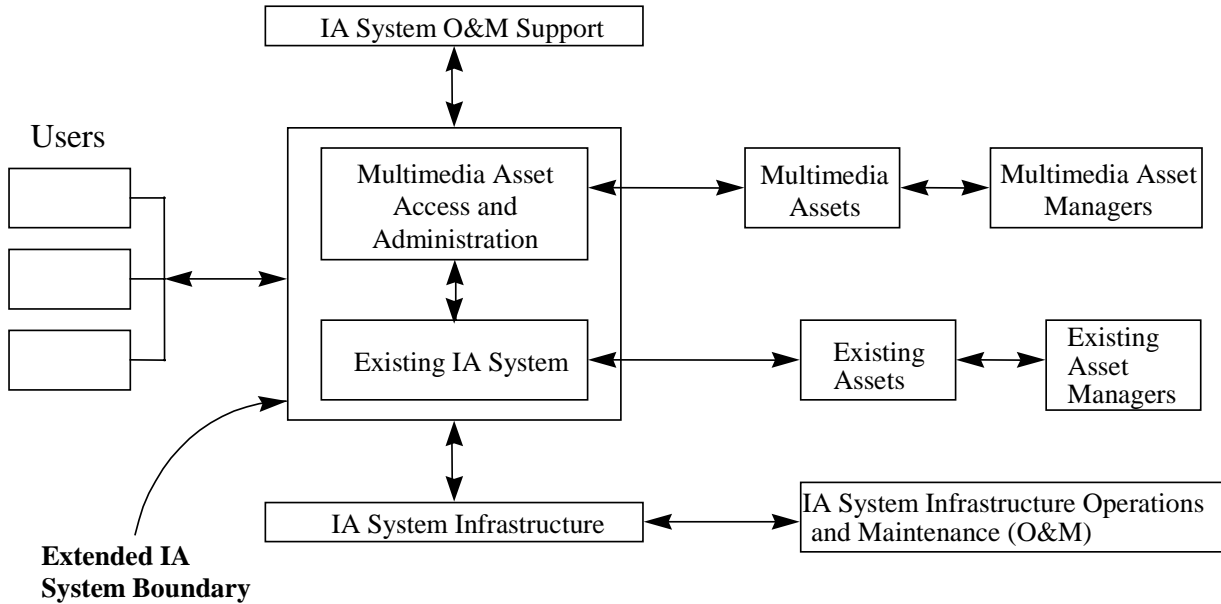 IA System O&M Support
Users
Multimedia Asset
Access and
Administration
Multimedia
Assets
Multimedia Asset
Managers
Existing IA System
Existing
Assets
Existing
Asset
Managers
IA System Infrastructure
IA System Infrastructure Operations
and Maintenance (O&M)
Extended IA
System Boundary